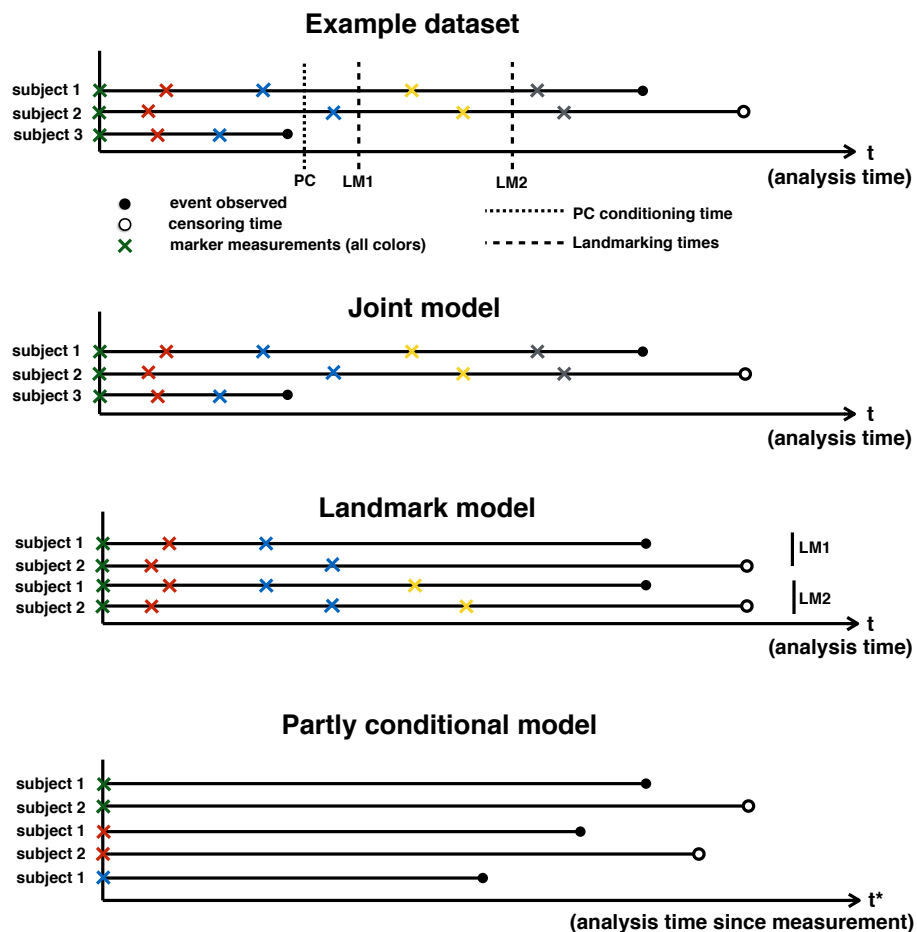 Example dataset
subject 1
subject 2
subject 3
t
(analysis time)
PC
LM1
LM2
event observed
censoring time
marker measurements (all colors)
PC conditioning time
Landmarking times
Joint model
subject 1
subject 2
subject 3
t
(analysis time)
Landmark model
subject 1
subject 2
subject 1
subject 2
LM1
LM2
t
(analysis time)
Partly conditional model
subject 1
subject 2
subject 1
subject 2
subject 1
t*
(analysis time since measurement)